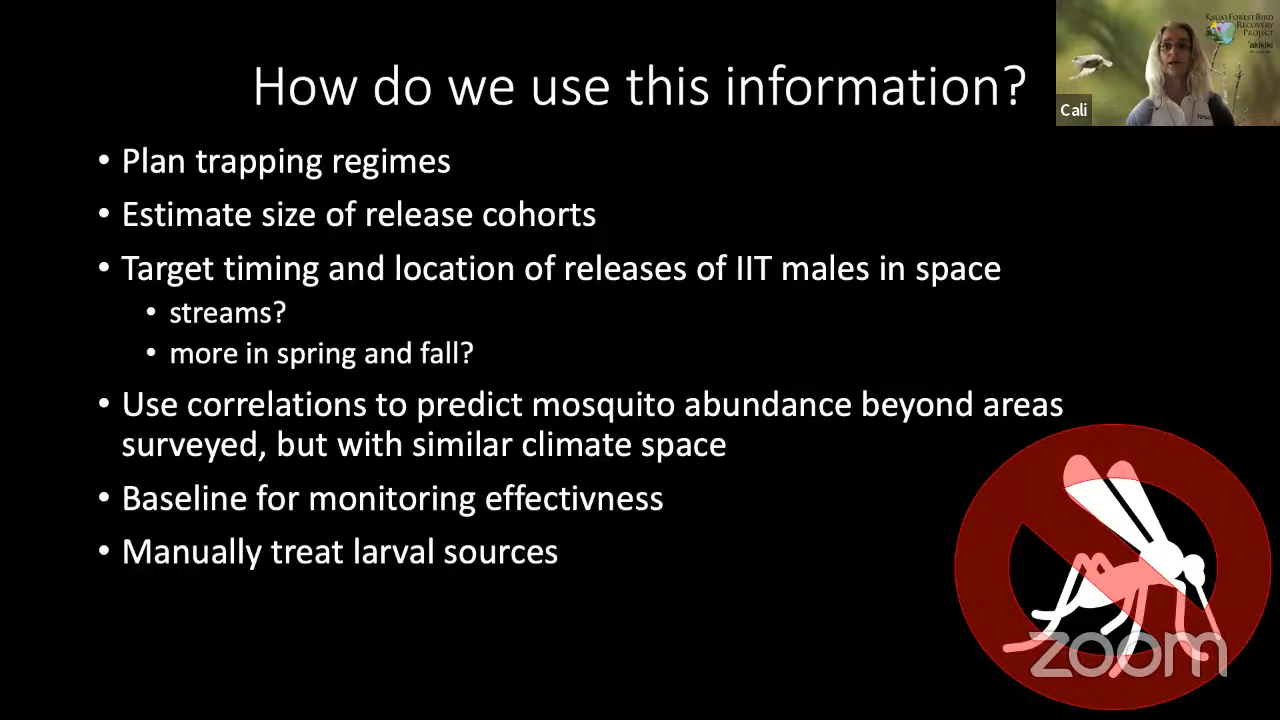 How do we use this information?
• Plan trapping regimes
• Estimate size of release cohorts
• Target timing and location of releases of IIT males in space
• streams?
• more in spring and fall?
• Use correlations to predict mosquito abundance beyond areas
surveyed, but with similar climate space
• Baseline for monitoring effectivness
• Manually treat larval sources
KAUAʻI FOREST BIRD
RECOVERY
PROJECT
ʻakikiki
Cali
zoom